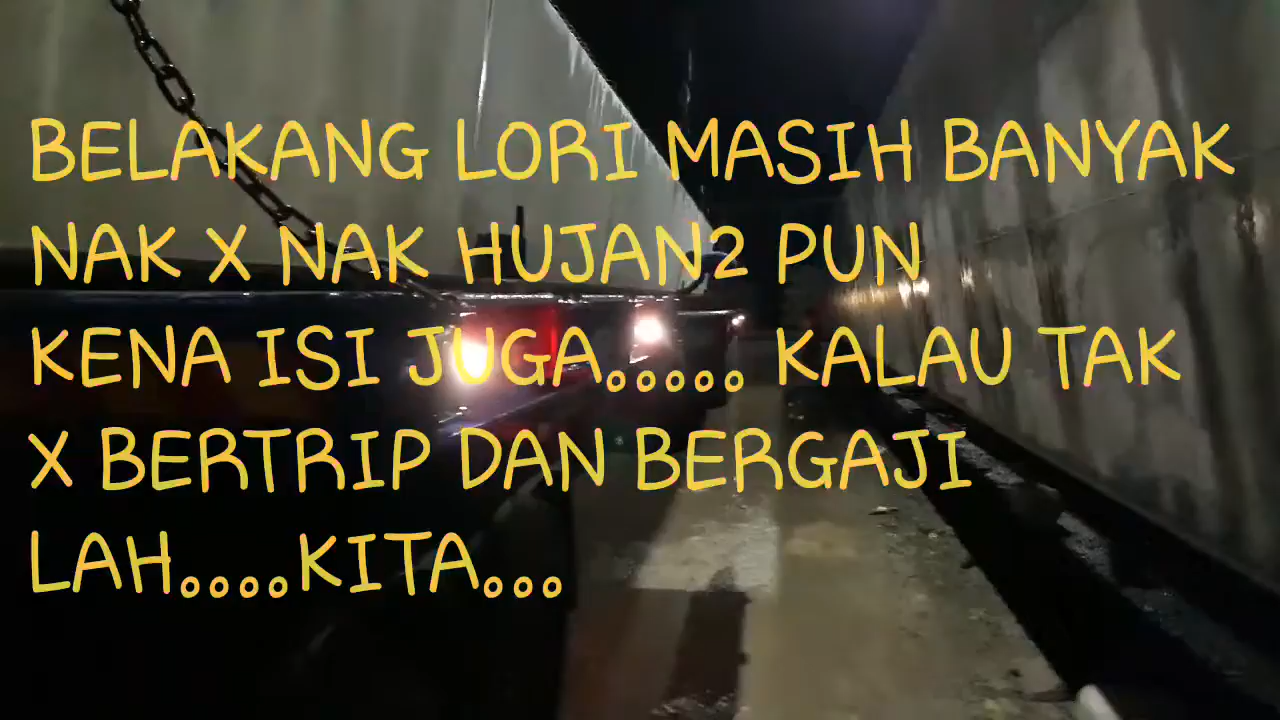 BELAKANG LORI MASIH BANYAK
NAK X NAK HUJAN2 PUN
KENA ISI JUGA..... KALAU TAK
X BERTRIP DAN BERGAJI
LAH....KITA...